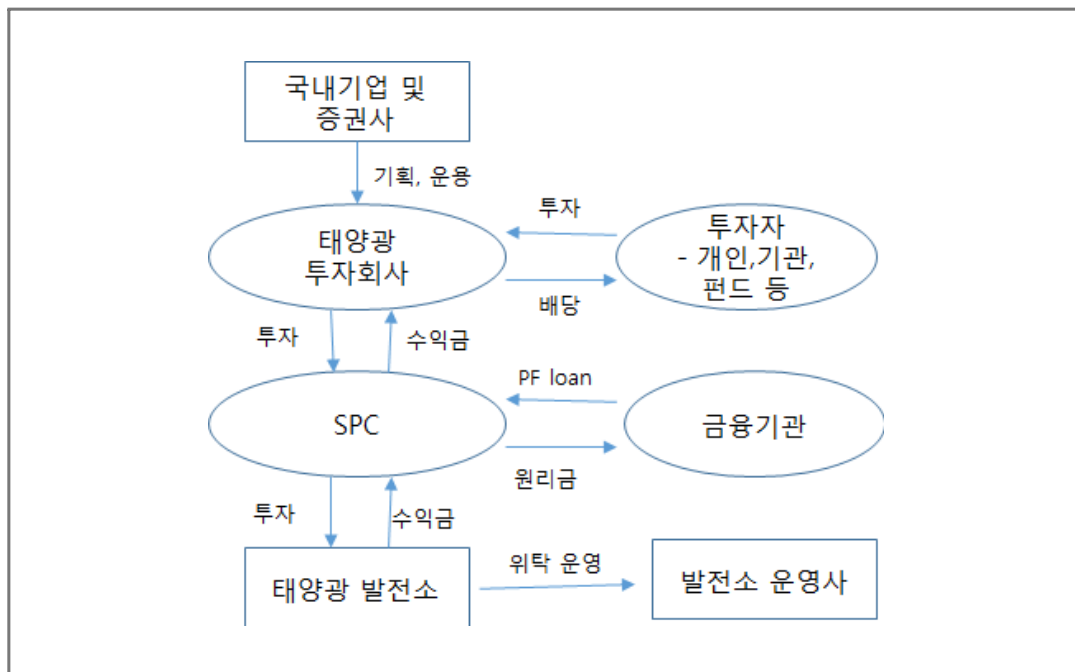 국내기업 및
증권사
기획, 운용
태양광
투자회사
투자
배당
투자자
- 개인,기관,
펀드 등
투자
수익금
SPC
PF loan
원리금
금융기관
투자
수익금
태양광 발전소
위탁 운영
발전소 운영사